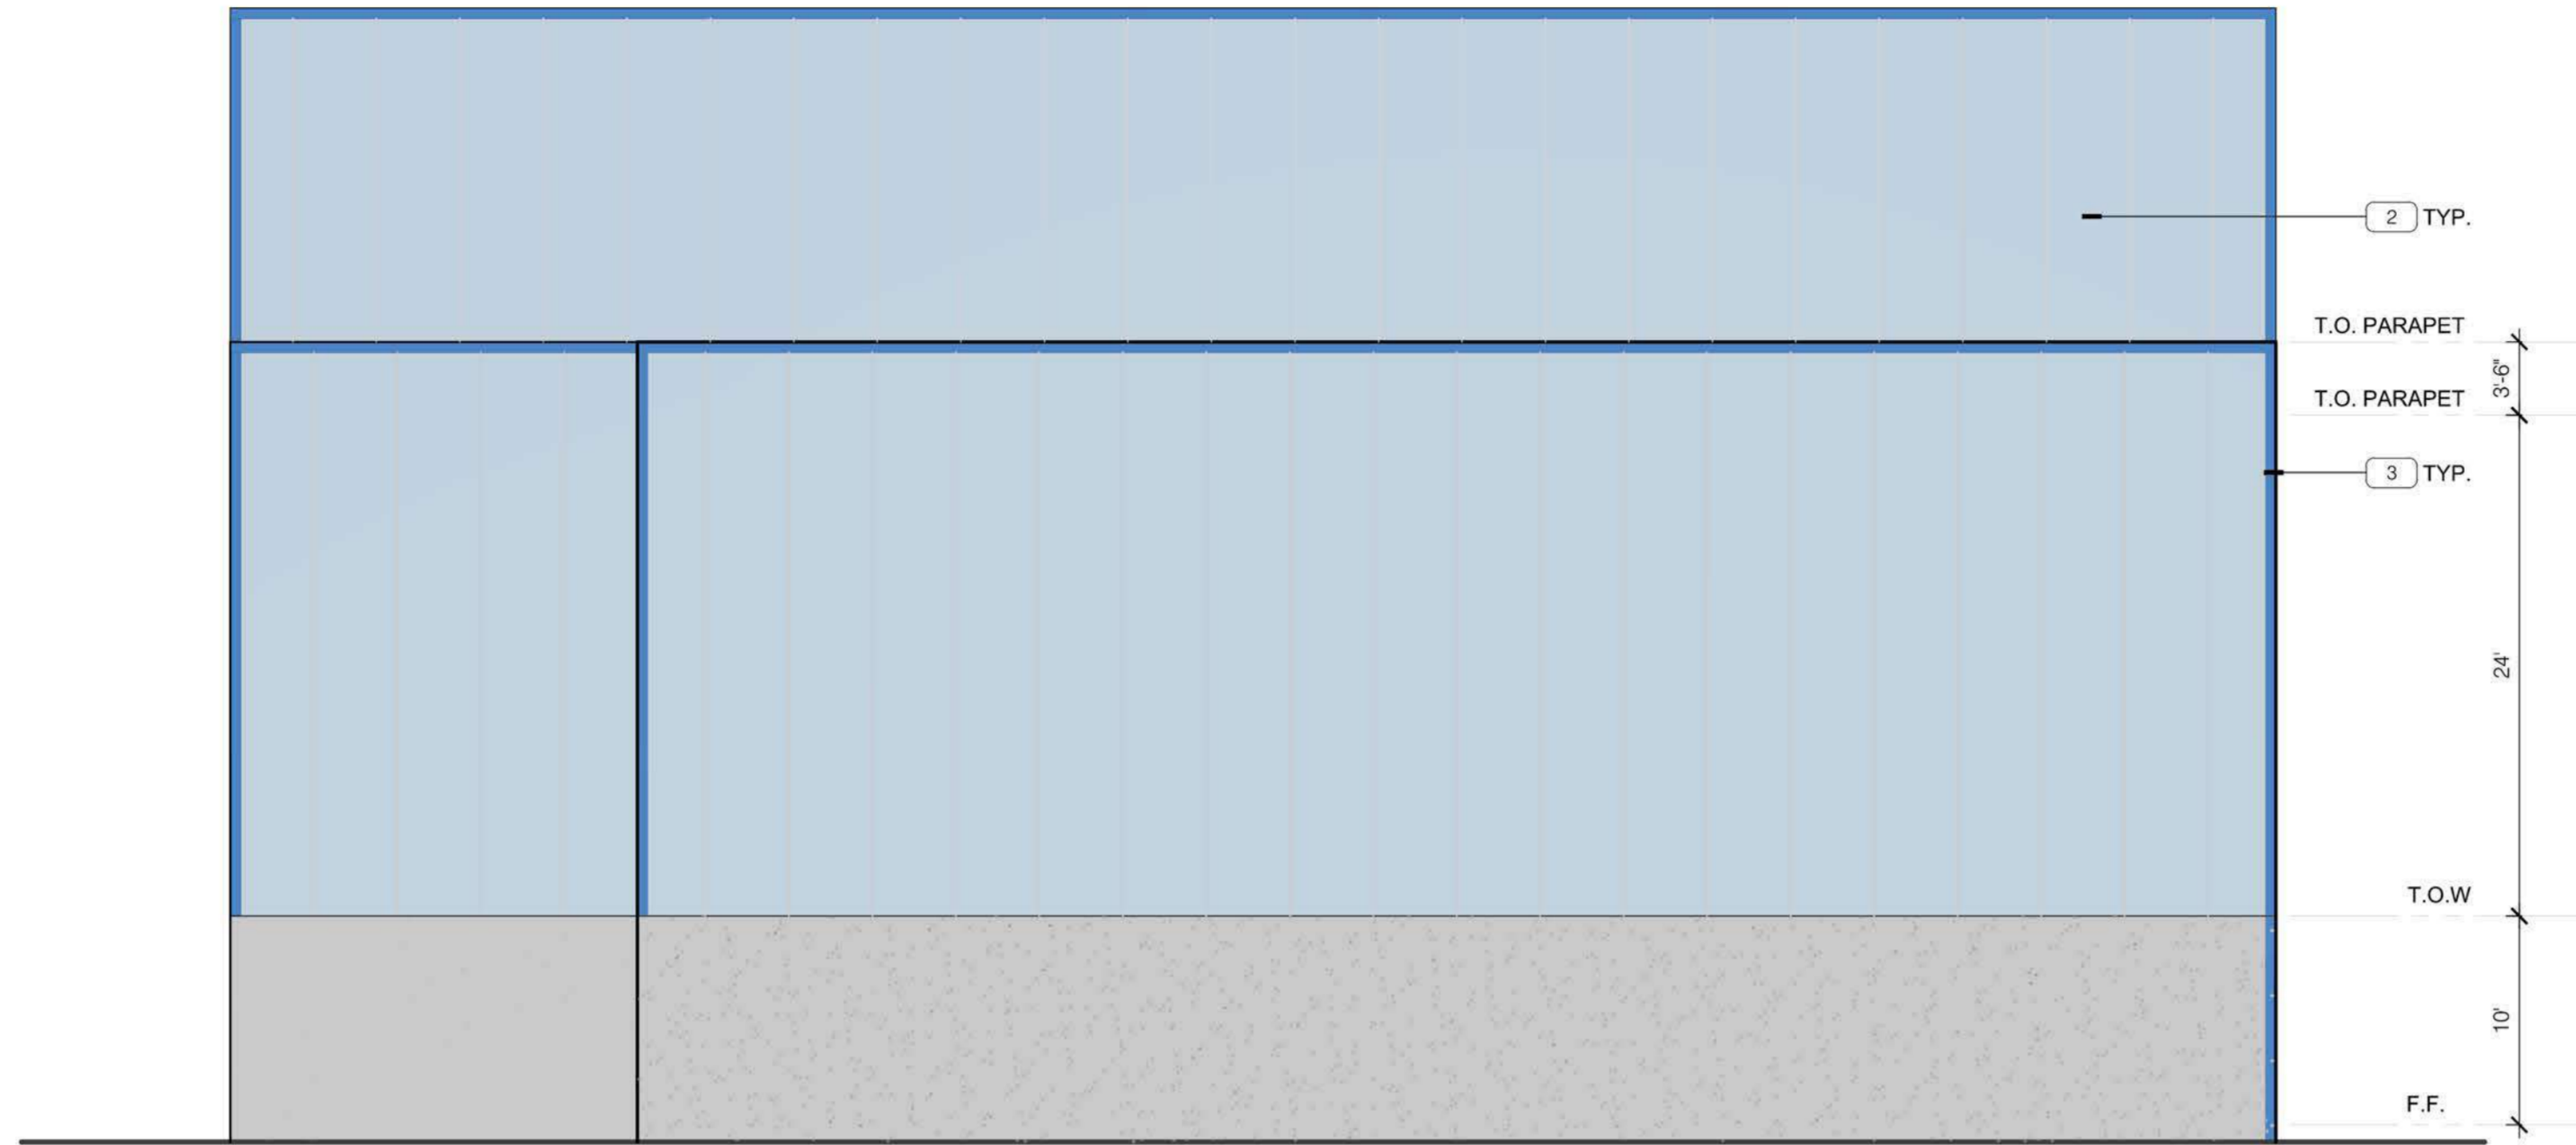 2 TYP.
T.O. PARAPET
3'-6"
T.O. PARAPET
3 TYP.
24'
T.O.W
10'
F.F.